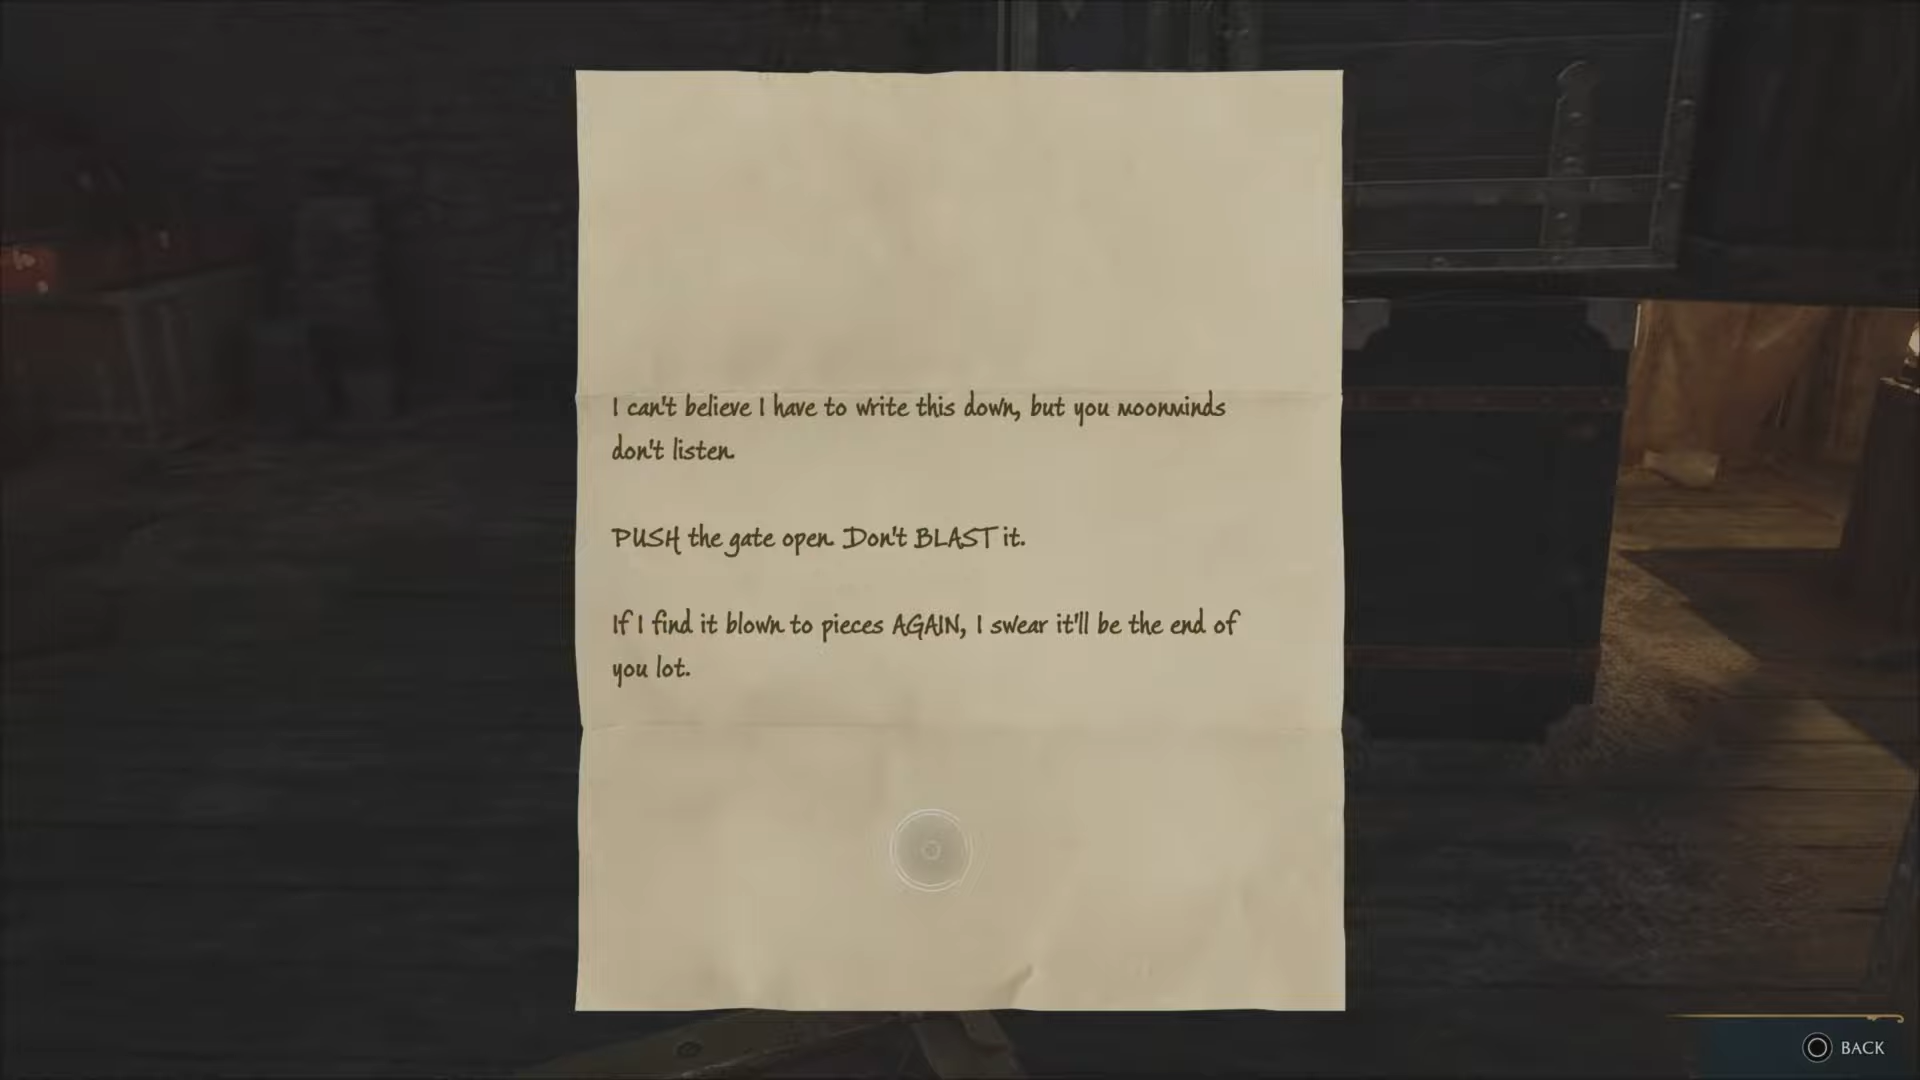 I can't believe I have to write this down, but you moonminds
don't listen.
PUSH the gate open. Don't BLAST it.
If I find it blown to pieces AGAIN, I swear it'll be the end of
you lot.
BACK